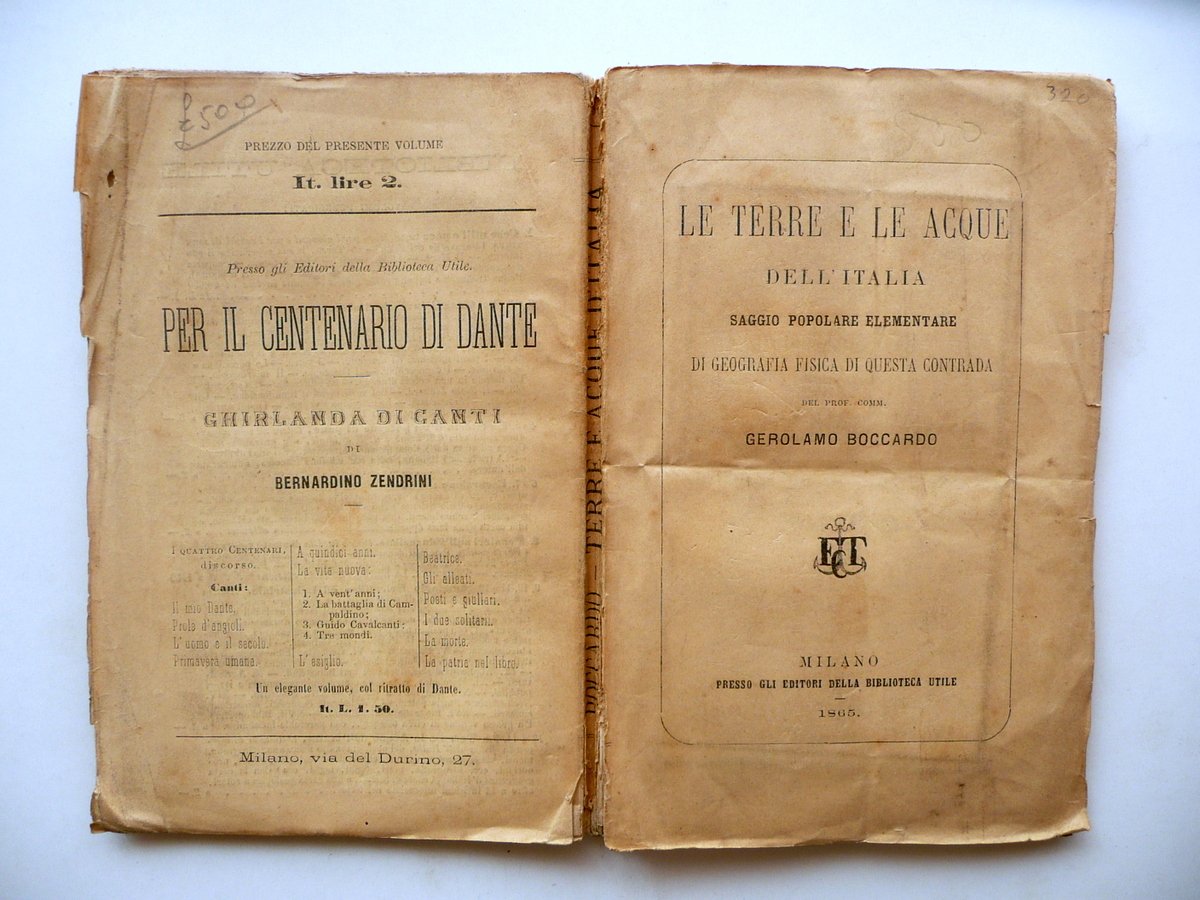 £500
PREZZO DEL PRESENTE VOLUME
It. lire 2.
Presso gli Editori della Biblioteca Utile.
PER IL CENTENARIO DI DANTE
GHIRLANDA DI CANTI
DI
BERNARDINO ZENDRINI
I QUATTRO CENTENARI,
discorso.
Canti:
Il mio Dante.
Prole d'angioli.
L'uomo e il secolo.
Primavera umana.
A quindici anni.
La vita nuova:
1. A vent'anni;
2. La battaglia di Cam-
paldino;
3. Guido Cavalcanti;
4. Tre mondi.
L'esiglio.
Beatrice.
Gli alleati.
Poeti e giullari.
I due solitarii.
La morte.
La patria nel libro.
Un elegante volume, col ritratto di Dante.
It. L. 1. 50.
Milano, via del Durino, 27.
BOCCARDO — TERRE E ACQUE D'ITALIA
320
LE TERRE E LE ACQUE
DELL'ITALIA
SAGGIO POPOLARE ELEMENTARE
DI GEOGRAFIA FISICA DI QUESTA CONTRADA
DEL PROF. COMM.
GEROLAMO BOCCARDO
MILANO
PRESSO GLI EDITORI DELLA BIBLIOTECA UTILE
1865.